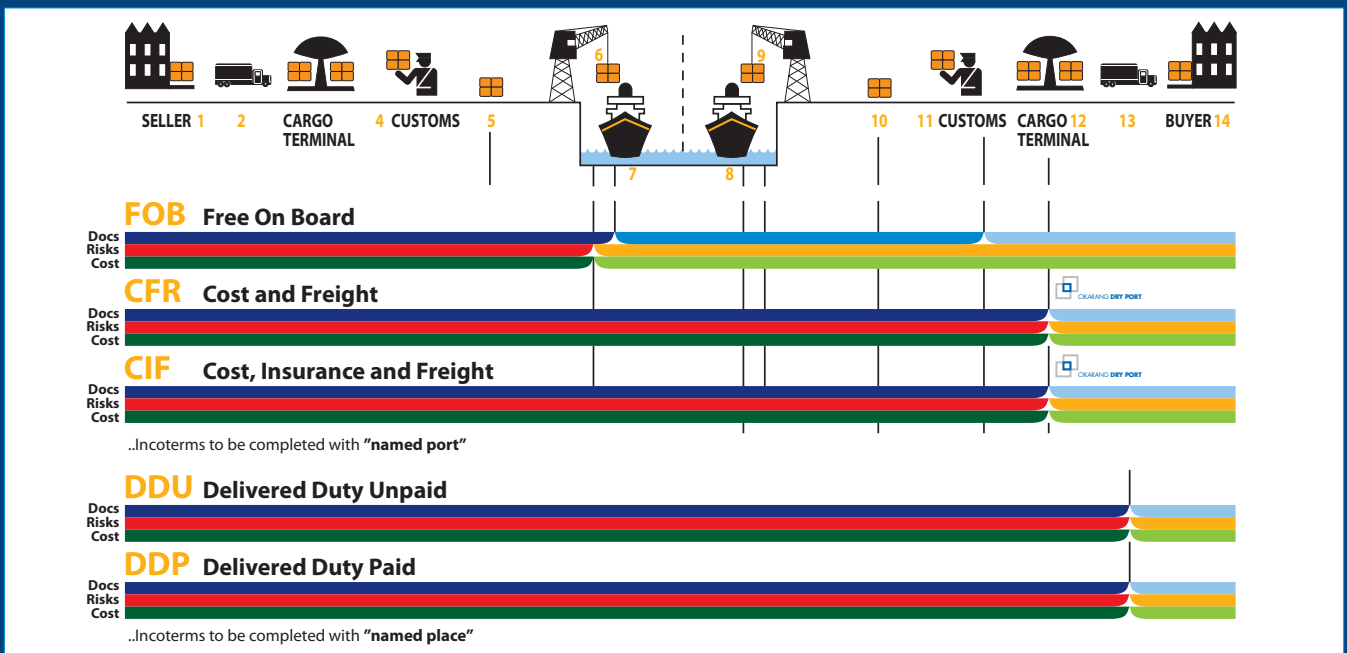 6
9
SELLER 1
2
CARGO
TERMINAL
4 CUSTOMS
5
10
11 CUSTOMS
CARGO 12
TERMINAL
13
BUYER 14
7
8
FOB Free On Board
Docs
Risks
Cost
CFR Cost and Freight
CIKARANG DRY PORT
Docs
Risks
Cost
CIF Cost, Insurance and Freight
CIKARANG DRY PORT
Docs
Risks
Cost
..Incoterms to be completed with ”named port”
DDU Delivered Duty Unpaid
Docs
Risks
Cost
DDP Delivered Duty Paid
Docs
Risks
Cost
..Incoterms to be completed with ”named place”